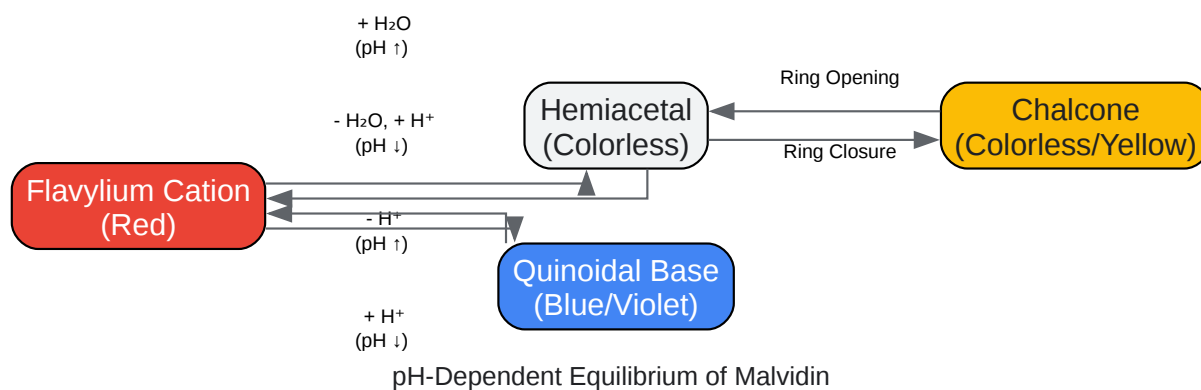 + H₂O
(pH ↑)
- H₂O, + H⁺
(pH ↓)
Flavylium Cation
(Red)
- H⁺
(pH ↑)
+ H⁺
(pH ↓)
Hemiacetal
(Colorless)
Quinoidal Base
(Blue/Violet)
Ring Opening
Ring Closure
Chalcone
(Colorless/Yellow)
pH-Dependent Equilibrium of Malvidin